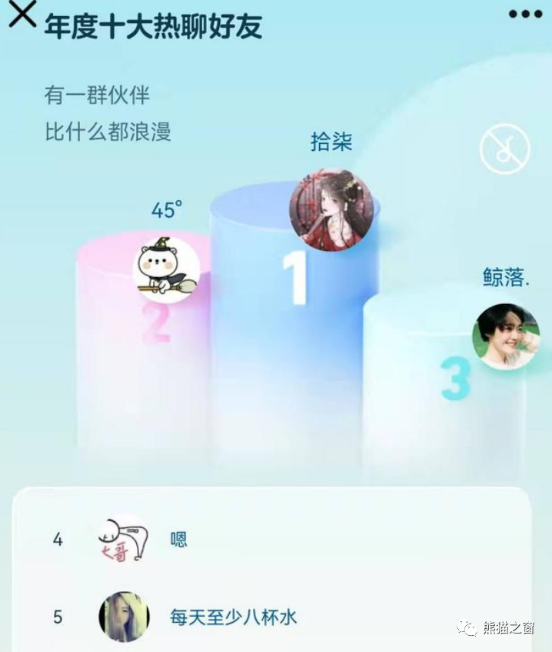 年度十大热聊好友
有一群伙伴
比什么都浪漫
拾柒
45°
1
2
鲸落.
3
4
七哥
嗯
5
每天至少八杯水
熊猫之窗